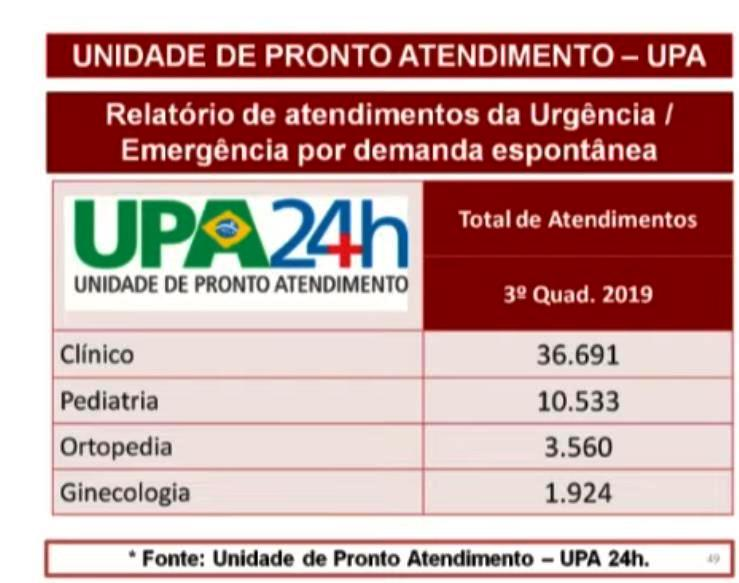 UNIDADE DE PRONTO ATENDIMENTO – UPA
Relatório de atendimentos da Urgência /
Emergência por demanda espontânea
UPA 24h
UNIDADE DE PRONTO ATENDIMENTO
Total de Atendimentos
3º Quad. 2019
Clínico 36.691
Pediatria 10.533
Ortopedia 3.560
Ginecologia 1.924
* Fonte: Unidade de Pronto Atendimento – UPA 24h.
49